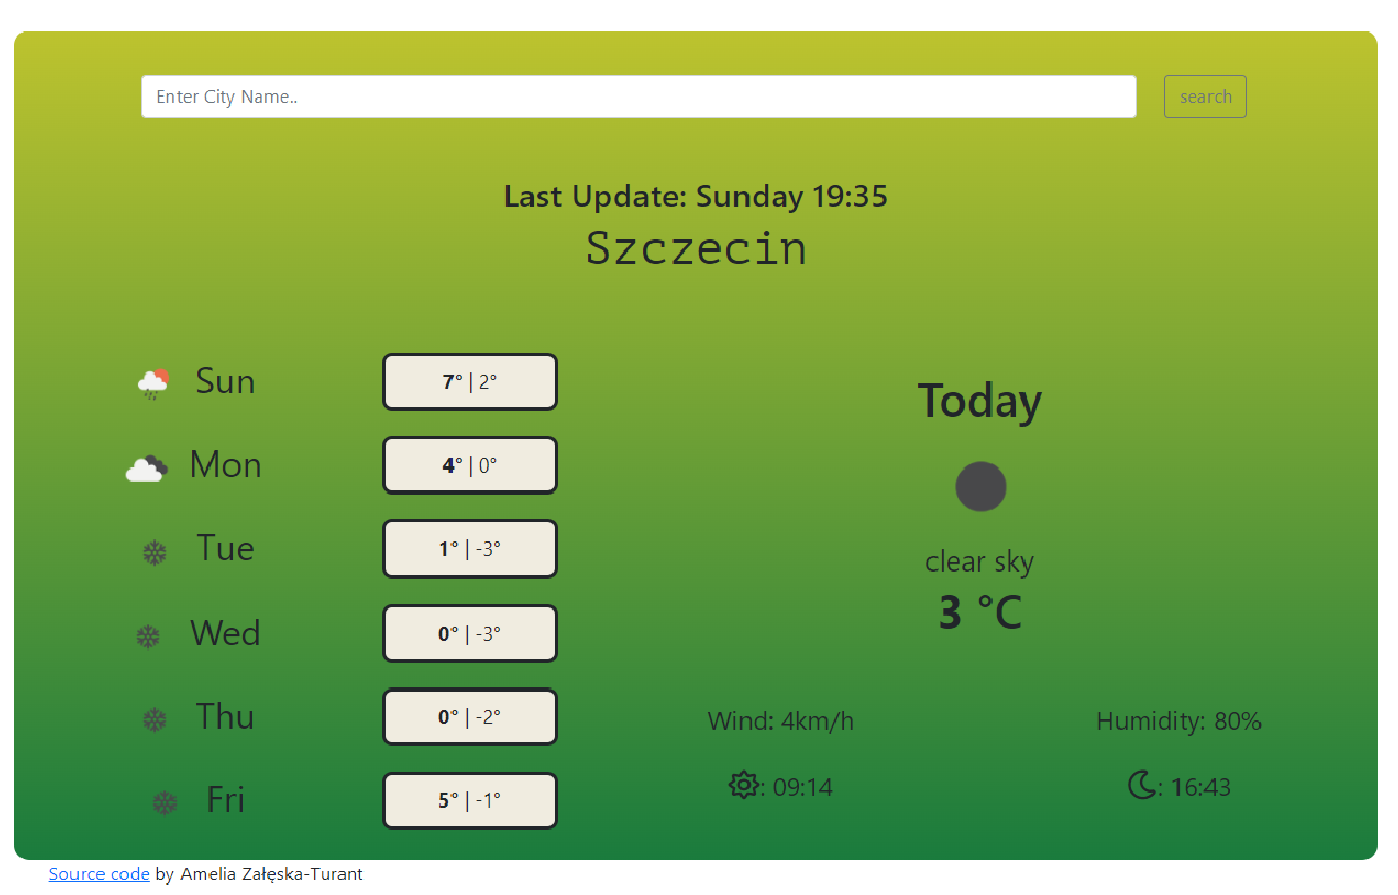 Enter City Name..
search
Last Update: Sunday 19:35
Szczecin
Sun
7° | 2°
Mon
4° | 0°
Tue
1° | -3°
Wed
0° | -3°
Thu
0° | -2°
Fri
5° | -1°
Today
clear sky
3 °C
Wind: 4km/h
Humidity: 80%
: 09:14
: 16:43
Source code by Amelia Załęska-Turant